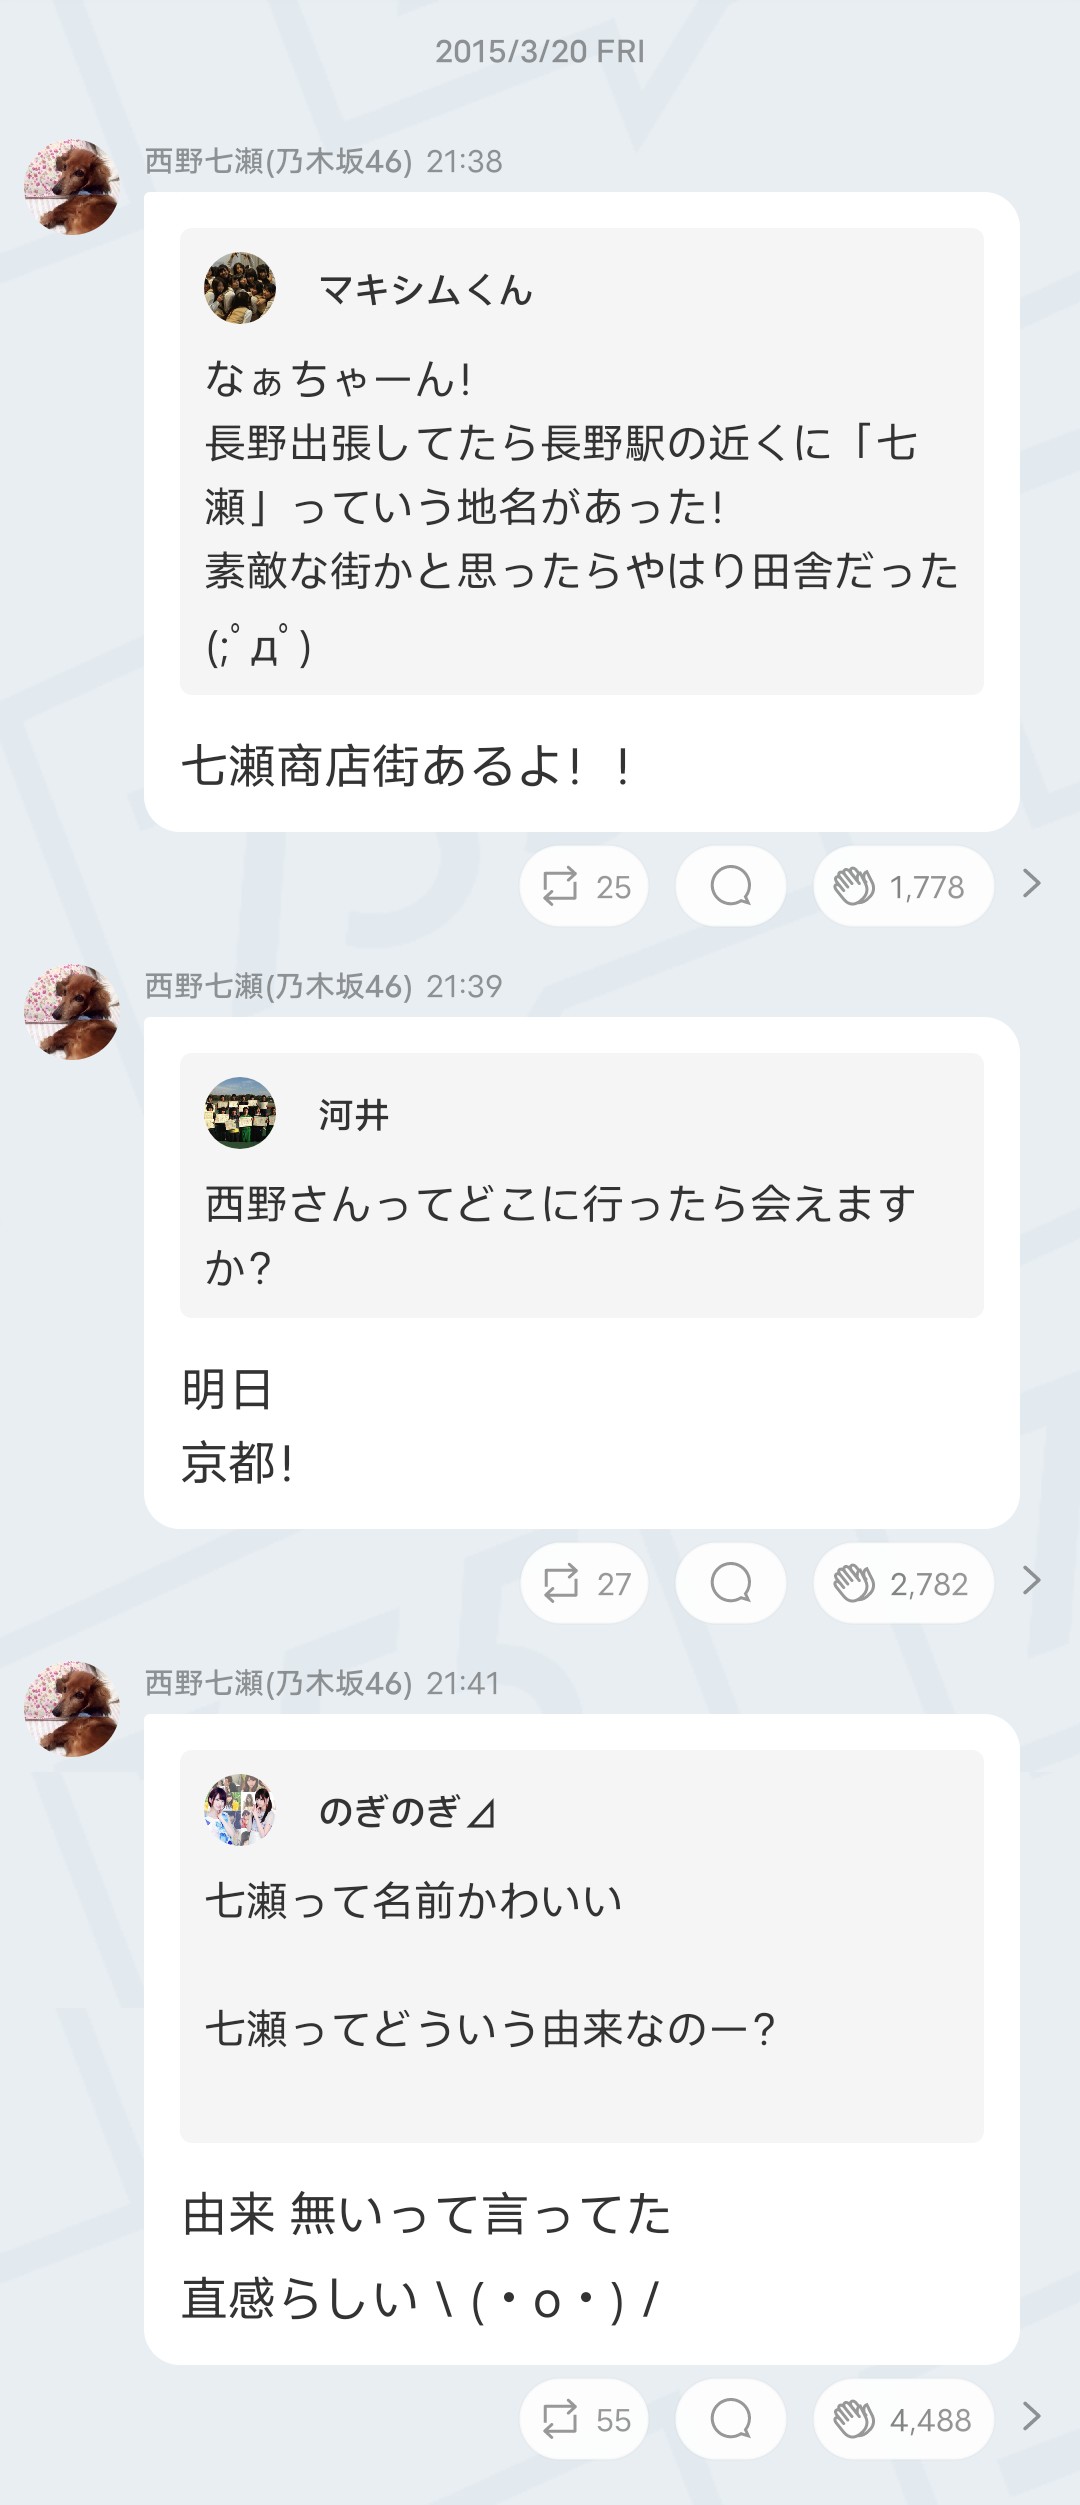 2015/3/20 FRI
西野七瀬(乃木坂46) 21:38
マキシムくん
なぁちゃーん!
長野出張してたら長野駅の近くに「七
瀬」っていう地名があった!
素敵な街かと思ったらやはり田舎だった
(;ﾟдﾟ)
七瀬商店街あるよ！！
25
1,778
西野七瀬(乃木坂46) 21:39
河井
西野さんってどこに行ったら会えます
か?
明日
京都!
27
2,782
西野七瀬(乃木坂46) 21:41
のぎのぎ⊿
七瀬って名前かわいい
七瀬ってどういう由来なのー?
由来 無いって言ってた
直感らしい \ (・o・) /
55
4,488